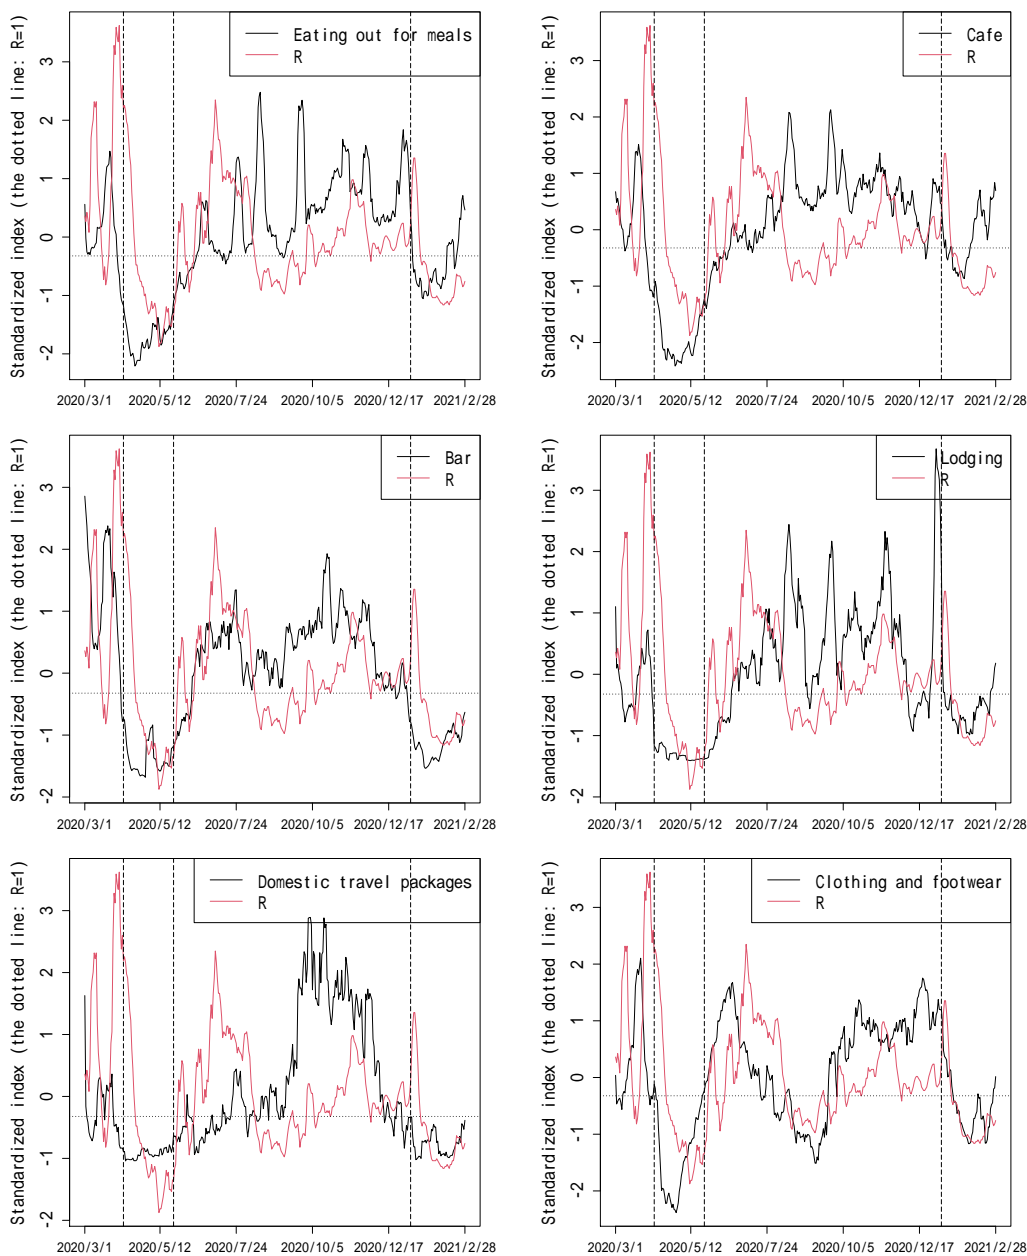 Standardized index (the dotted line: R=1)
3
2
1
0
-1
-2
Eating out for meals
R
2020/3/1 2020/5/12 2020/7/24 2020/10/5 2020/12/17 2021/2/28
Standardized index (the dotted line: R=1)
3
2
1
0
-1
-2
Cafe
R
2020/3/1 2020/5/12 2020/7/24 2020/10/5 2020/12/17 2021/2/28
Standardized index (the dotted line: R=1)
3
2
1
0
-1
-2
Bar
R
2020/3/1 2020/5/12 2020/7/24 2020/10/5 2020/12/17 2021/2/28
Standardized index (the dotted line: R=1)
3
2
1
0
-1
-2
Lodging
R
2020/3/1 2020/5/12 2020/7/24 2020/10/5 2020/12/17 2021/2/28
Standardized index (the dotted line: R=1)
3
2
1
0
-1
-2
Domestic travel packages
R
2020/3/1 2020/5/12 2020/7/24 2020/10/5 2020/12/17 2021/2/28
Standardized index (the dotted line: R=1)
3
2
1
0
-1
-2
Clothing and footwear
R
2020/3/1 2020/5/12 2020/7/24 2020/10/5 2020/12/17 2021/2/28